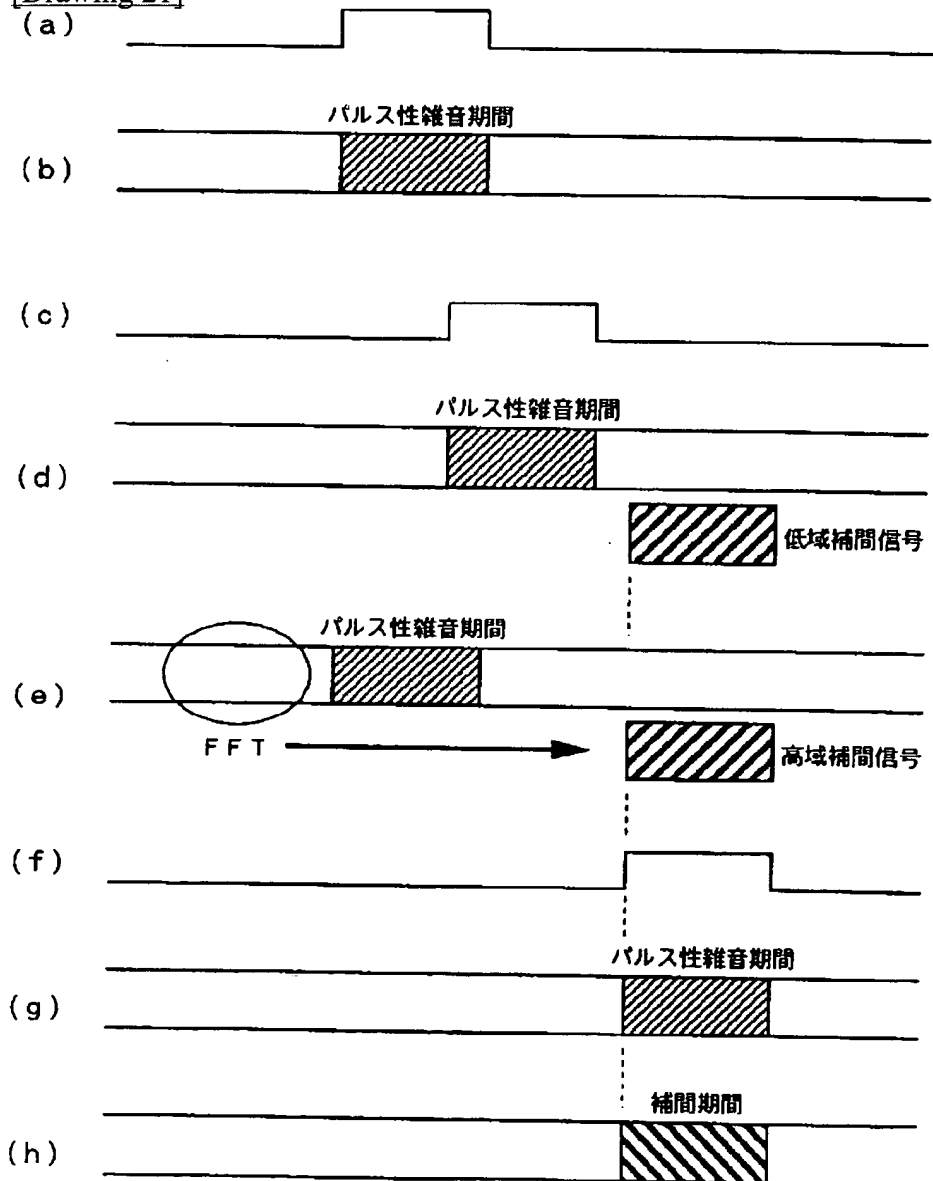 [Drawing 21]
(a)
パルス性雑音期間
(b)
(c)
パルス性雑音期間
(d)
低域補間信号
パルス性雑音期間
(e)
FFT
高域補間信号
(f)
パルス性雑音期間
(g)
補間期間
(h)